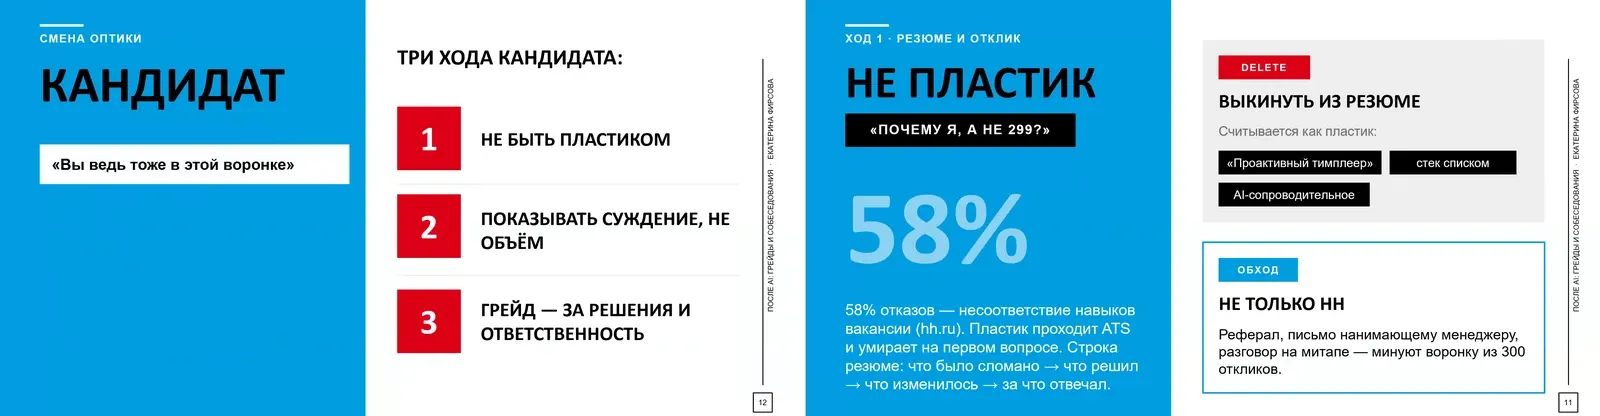 СМЕНА ОПТИКИ
КАНДИДАТ
«Вы ведь тоже в этой воронке»
ТРИ ХОДА КАНДИДАТА:
1
НЕ БЫТЬ ПЛАСТИКОМ
2
ПОКАЗЫВАТЬ СУЖДЕНИЕ, НЕ
ОБЪЁМ
3
ГРЕЙД — ЗА РЕШЕНИЯ И
ОТВЕТСТВЕННОСТЬ
ПОСЛЕ AI: ГРЕЙДЫ И СОБЕСЕДОВАНИЯ · ЕКАТЕРИНА ФИРСОВА
12
ХОД 1 · РЕЗЮМЕ И ОТКЛИК
НЕ ПЛАСТИК
«ПОЧЕМУ Я, А НЕ 299?»
58%
58% отказов — несоответствие навыков
вакансии (hh.ru). Пластик проходит ATS
и умирает на первом вопросе. Строка
резюме: что было сломано → что решил
→ что изменилось → за что отвечал.
DELETE
ВЫКИНУТЬ ИЗ РЕЗЮМЕ
Считывается как пластик:
«Проактивный тимплеер»
стек списком
AI-сопроводительное
ОБХОД
НЕ ТОЛЬКО HH
Реферал, письмо нанимающему менеджеру,
разговор на митапе — минуют воронку из 300
откликов.
ПОСЛЕ AI: ГРЕЙДЫ И СОБЕСЕДОВАНИЯ · ЕКАТЕРИНА ФИРСОВА
11